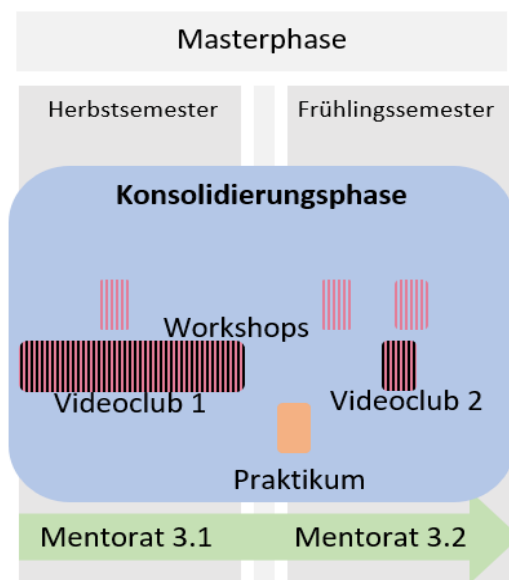 Masterphase
Herbstsemester
Frühlingssemester
Konsolidierungsphase
Workshops
Videoclub 1
Videoclub 2
Praktikum
Mentorat 3.1
Mentorat 3.2